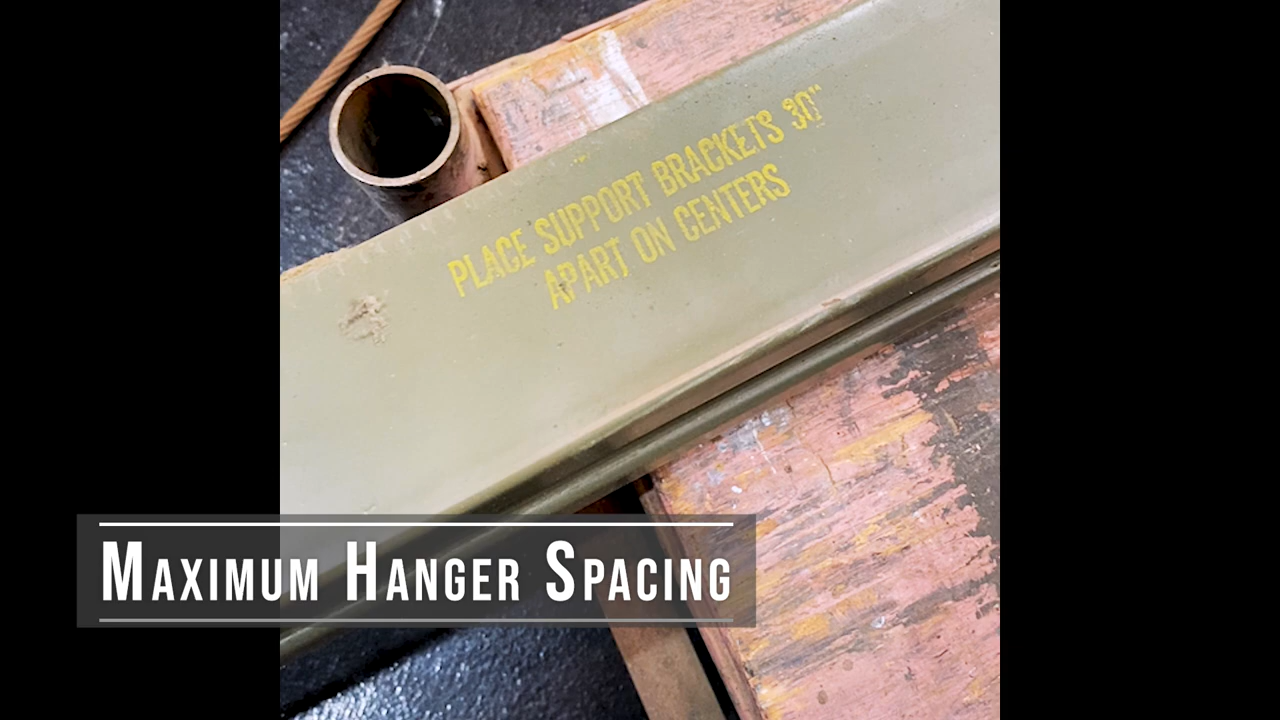 PLACE SUPPORT BRACKETS 30"
APART ON CENTERS
MAXIMUM HANGER SPACING